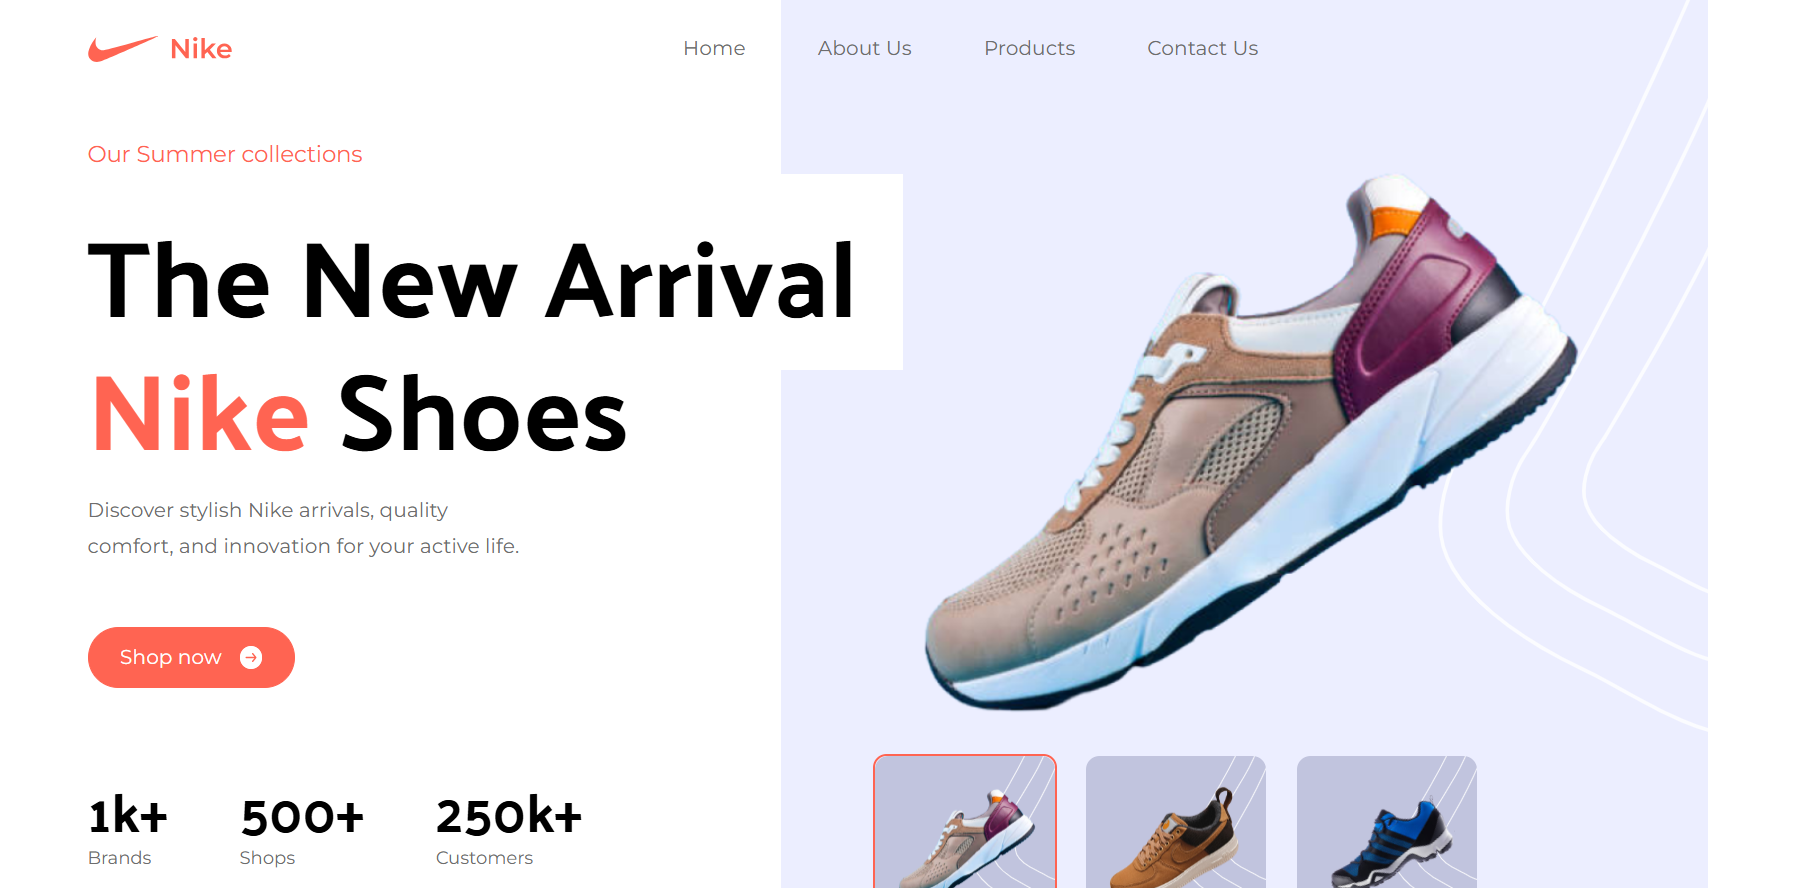 Nike
Home
About Us
Products
Contact Us
Our Summer collections
The New Arrival
Nike Shoes
Discover stylish Nike arrivals, quality
comfort, and innovation for your active life.
Shop now
1k+
Brands
500+
Shops
250k+
Customers